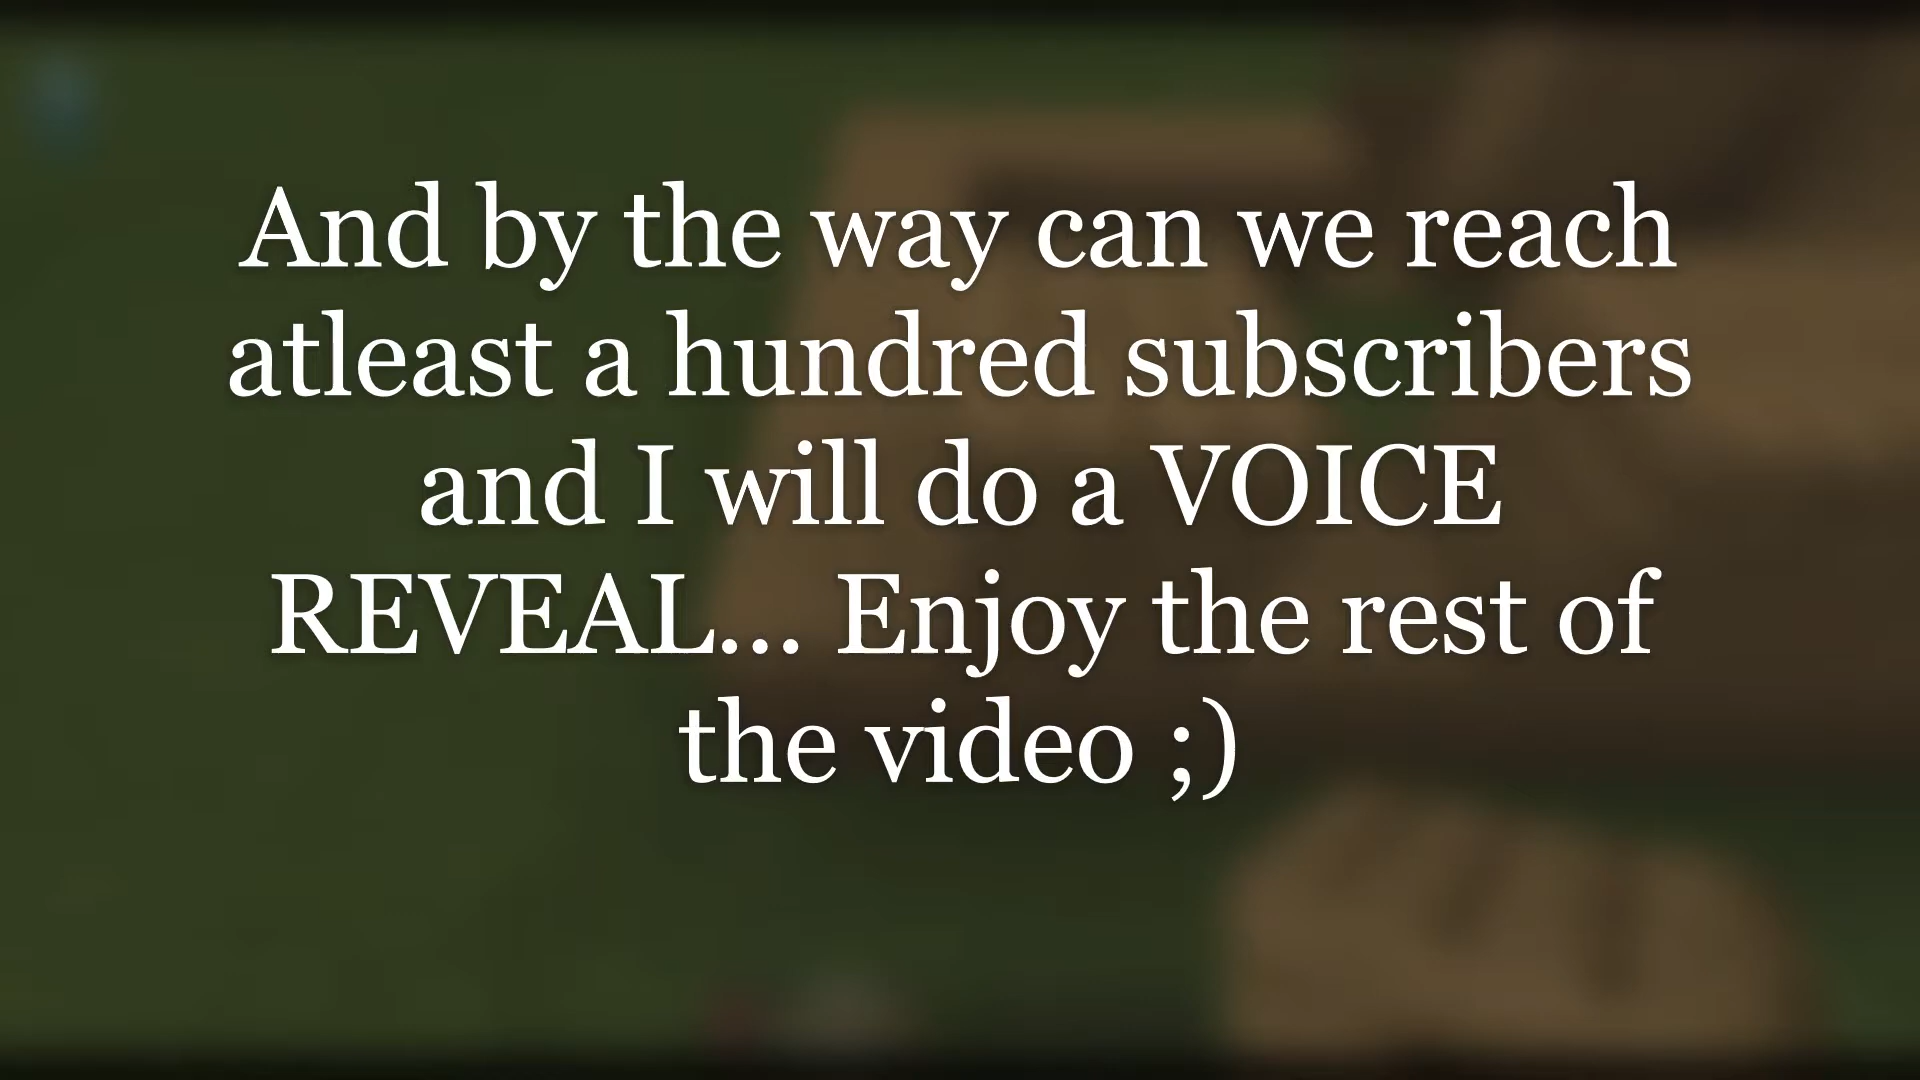 And by the way can we reach
atleast a hundred subscribers
and I will do a VOICE
REVEAL... Enjoy the rest of
the video ;)